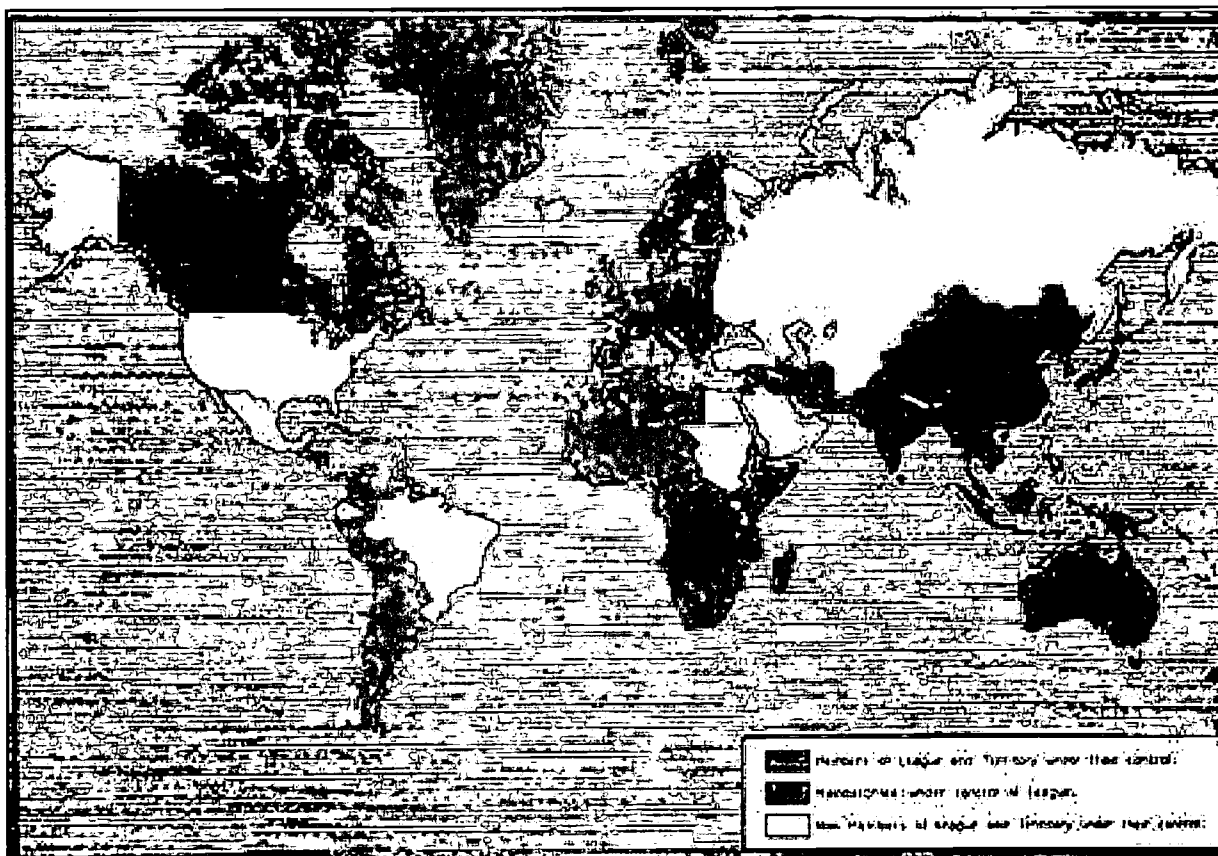 Members of League and Territory under their control.
Mandatories under control of League.
Non Members of League and Territory under their control.